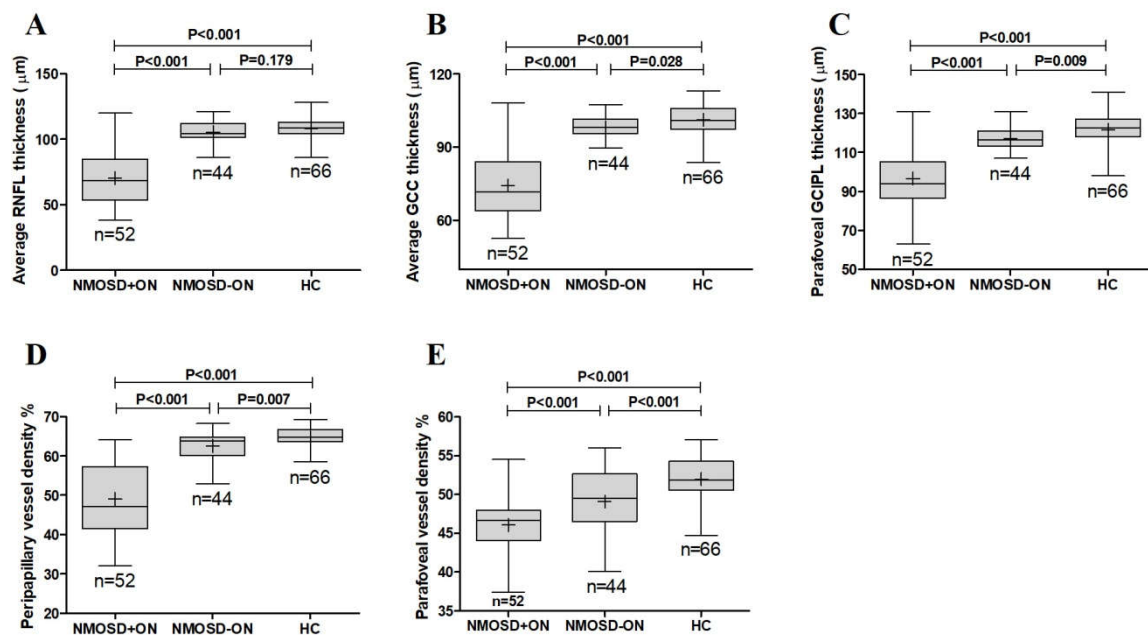 A
P<0.001
P<0.001
P=0.179
Average RNFL thickness ( μm)
150
100
50
0
n=52
n=44
n=66
NMOSD+ON
NMOSD-ON
HC
B
P<0.001
P<0.001
P=0.028
Average GCC thickness ( μm)
120
90
60
n=52
n=44
n=66
NMOSD+ON
NMOSD-ON
HC
C
P<0.001
P<0.001
P=0.009
Parafoveal GCIPL thickness ( μm)
150
130
110
90
70
50
n=52
n=44
n=66
NMOSD+ON
NMOSD-ON
HC
D
P<0.001
P<0.001
P=0.007
Peripapillary vessel density %
70
60
50
40
30
20
n=52
n=44
n=66
NMOSD+ON
NMOSD-ON
HC
E
P<0.001
P<0.001
P<0.001
Parafoveal vessel density %
60
55
50
45
40
35
n=52
n=44
n=66
NMOSD+ON
NMOSD-ON
HC